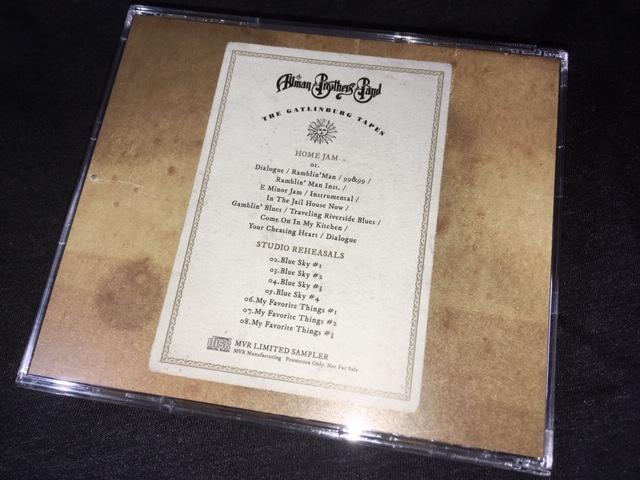 The Allman Brothers Band
THE GATLINBURG TAPES
HOME JAM
01.
Dialogue / Ramblin'Man / 99&99 /
Ramblin' Man Inst. /
E Minor Jam / Instrumental /
In The Jail House Now /
Gamblin' Blues / Traveling Riverside Blues /
Come On In My Kitchen /
Your Cheating Heart / Dialogue
STUDIO REHEASALS
02.Blue Sky #1
03.Blue Sky #2
04.Blue Sky #3
05.Blue Sky #4
06.My Favorite Things #1
07.My Favorite Things #2
08.My Favorite Things #3
MVR LIMITED SAMPLER
MVR Manufacturing Promotion Only. Not For Sale